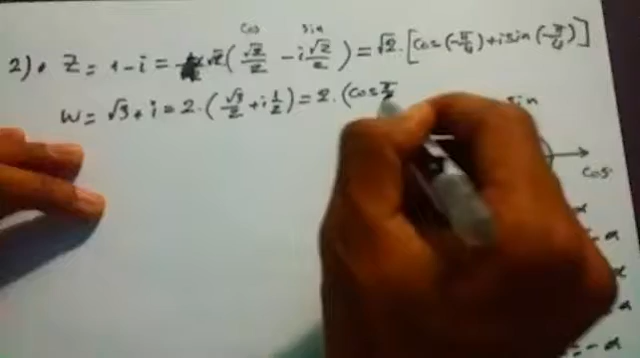 cos sin
2). Z = 1 - i = √2 (√2/2 - i √2/2) = √2 . [cos(-π/4) + i sin(-π/4)]
W = √3 + i = 2 . (√3/2 + i 1/2) = 2 . (cos π
sin
cos
- α
- α